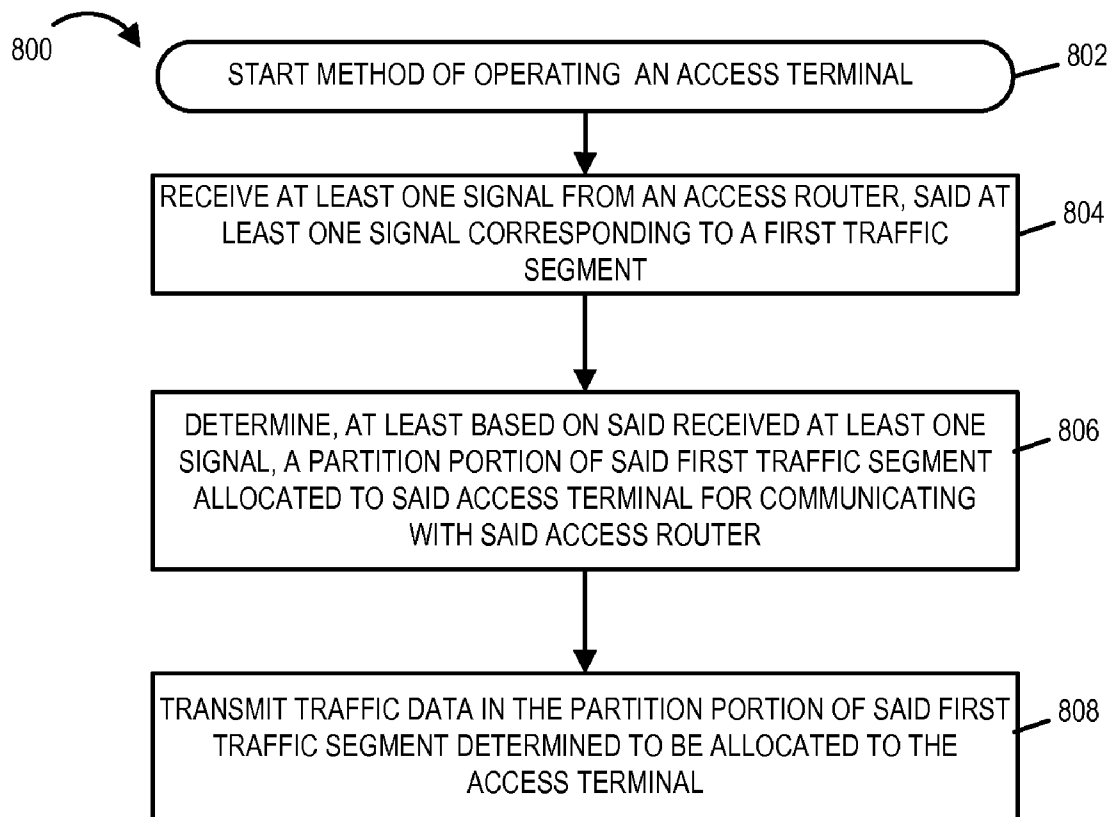 800
START METHOD OF OPERATING AN ACCESS TERMINAL
802
RECEIVE AT LEAST ONE SIGNAL FROM AN ACCESS ROUTER, SAID AT
LEAST ONE SIGNAL CORRESPONDING TO A FIRST TRAFFIC
SEGMENT
804
DETERMINE, AT LEAST BASED ON SAID RECEIVED AT LEAST ONE
SIGNAL, A PARTITION PORTION OF SAID FIRST TRAFFIC SEGMENT
ALLOCATED TO SAID ACCESS TERMINAL FOR COMMUNICATING
WITH SAID ACCESS ROUTER
806
TRANSMIT TRAFFIC DATA IN THE PARTITION PORTION OF SAID FIRST
TRAFFIC SEGMENT DETERMINED TO BE ALLOCATED TO THE
ACCESS TERMINAL
808